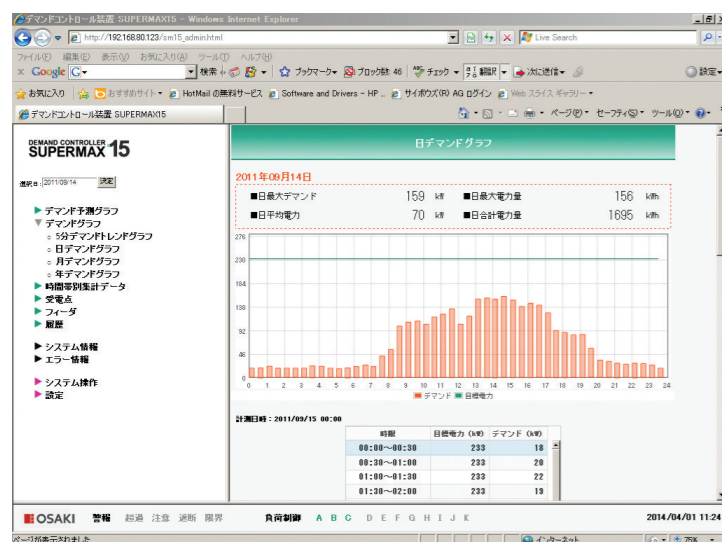 デマンドコントロール装置 SUPERMAX15 - Windows Internet Explorer
http://192.168.80.123/sm15_admin.html
Live Search
ファイル(F) 編集(E) 表示(V) お気に入り(A) ツール(T) ヘルプ(H)
× Google G 検索 ブックマーク ブロック数: 46 チェック 翻訳 次に送信 設定
お気に入り おすすめサイト HotMail の無料サービス Software and Drivers - HP ... サイボウズ(R) AG ログイン Web スライス ギャラリー
デマンドコントロール装置 SUPERMAX15
ページ(P) セーフティ(S) ツール(O)
DEMAND CONTROLLER
SUPERMAX 15
日デマンドグラフ
選択日: 2011/09/14 決定
▶ デマンド予測グラフ
▼ デマンドグラフ
5分デマンドトレンドグラフ
日デマンドグラフ
月デマンドグラフ
年デマンドグラフ
▶ 時間帯別集計データ
▶ 受電点
▶ フィーダ
▶ 履歴
▶ システム情報
▶ エラー情報
▶ システム操作
▶ 設定
2011年09月14日
■日最大デマンド 159 kW ■日最大電力量 156 kWh
■日平均電力 70 kW ■日合計電力量 1695 kWh
276
230
184
138
92
46
0
0 1 2 3 4 5 6 7 8 9 10 11 12 13 14 15 16 17 18 19 20 21 22 23 24
■ デマンド ■ 目標電力
計測日時 : 2011/09/15 00:00
時限 目標電力 (kW) デマンド (kW)
00:00~00:30 233 18
00:30~01:00 233 20
01:00~01:30 233 22
01:30~02:00 233 19
OSAKI 警報 超過 注意 遮断 限界 負荷制御 A B C D E F G H I J K 2014/04/01 11:24
ページが表示されました インターネット 75%